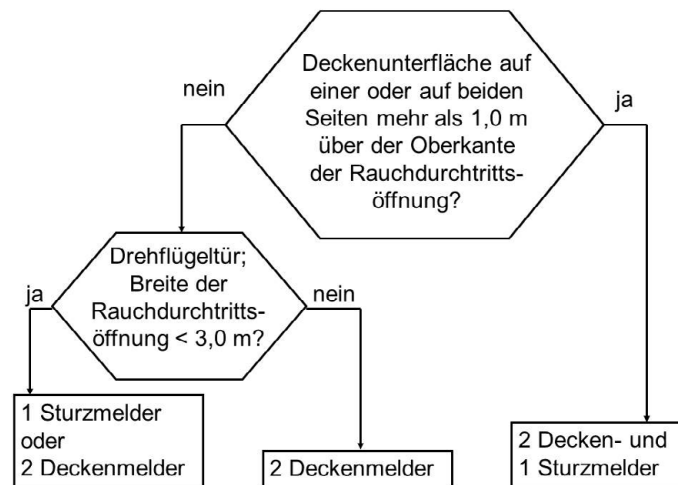 Deckenunterfläche auf
einer oder auf beiden
Seiten mehr als 1,0 m
über der Oberkante
der Rauchdurchtritts-
öffnung?
nein
ja
Drehflügeltür;
Breite der
Rauchdurchtritts-
öffnung < 3,0 m?
ja
nein
1 Sturzmelder
oder
2 Deckenmelder
2 Deckenmelder
2 Decken- und
1 Sturzmelder